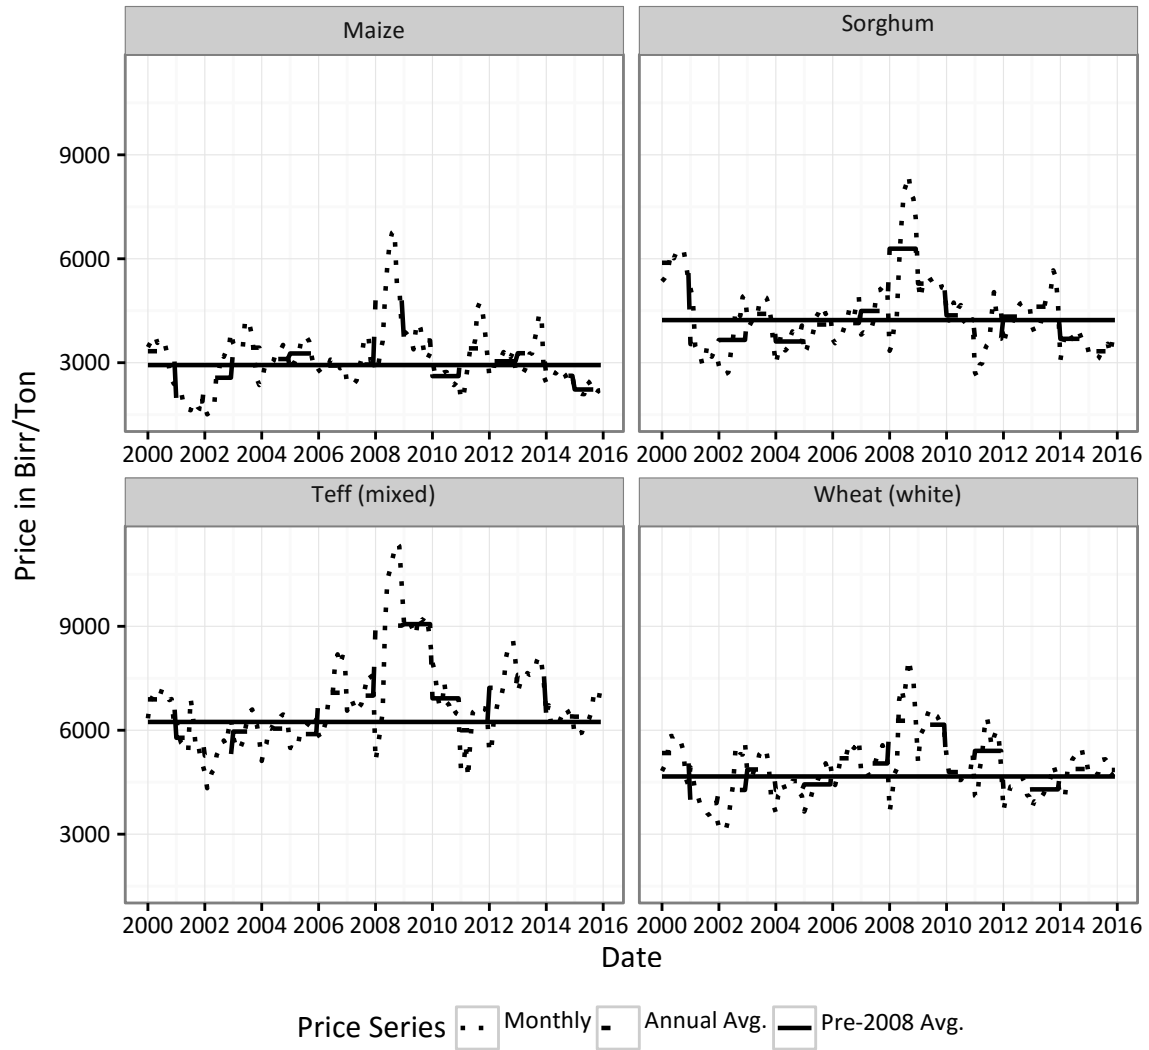 Maize
Sorghum
9000
6000
3000
2000 2002 2004 2006 2008 2010 2012 2014 2016
2000 2002 2004 2006 2008 2010 2012 2014 2016
Teff (mixed)
Wheat (white)
Price in Birr/Ton
9000
6000
3000
2000 2002 2004 2006 2008 2010 2012 2014 2016
2000 2002 2004 2006 2008 2010 2012 2014 2016
Date
Price Series Monthly Annual Avg. Pre-2008 Avg.